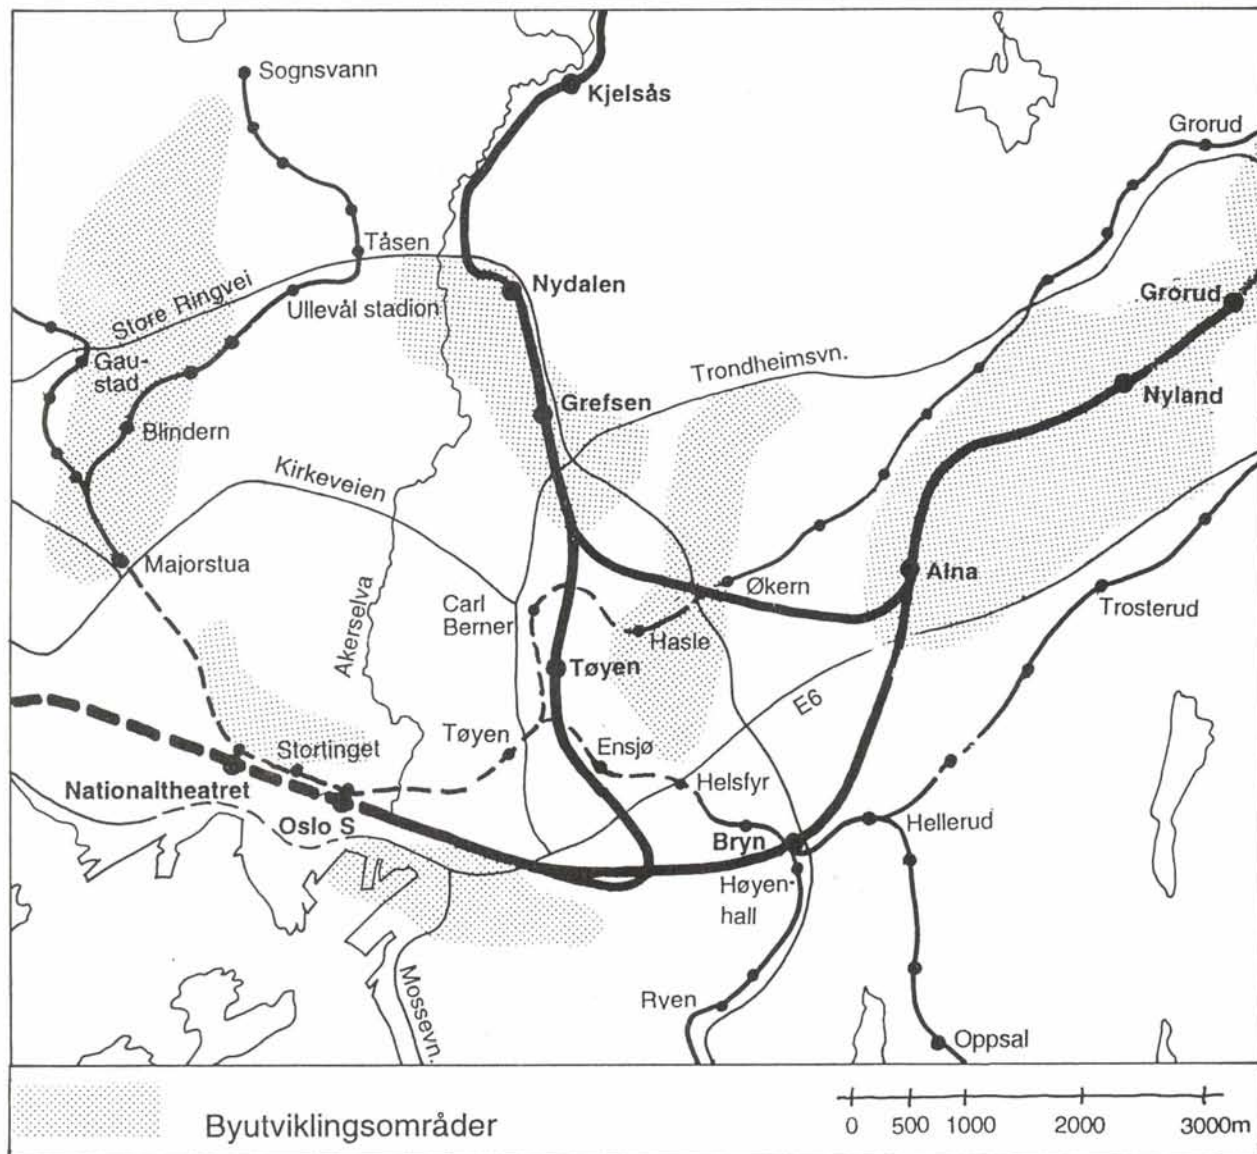 Sognsvann
Kjelsås
Grorud
Tåsen
Store Ringvei
Ullevål stadion
Nydalen
Grorud
Gau-
stad
Trondheimsvn.
Nyland
Grefsen
Blindern
Kirkeveien
Majorstua
Akerselva
Carl
Berner
Økern
Alna
Trosterud
Hasle
Tøyen
E6
Stortinget
Tøyen
Ensjø
Helsfyr
Nationaltheatret
Oslo S
Bryn
Hellerud
Høyen-
hall
Mossevn.
Ryen
Oppsal
Byutviklingsområder
0 500 1000 2000 3000m